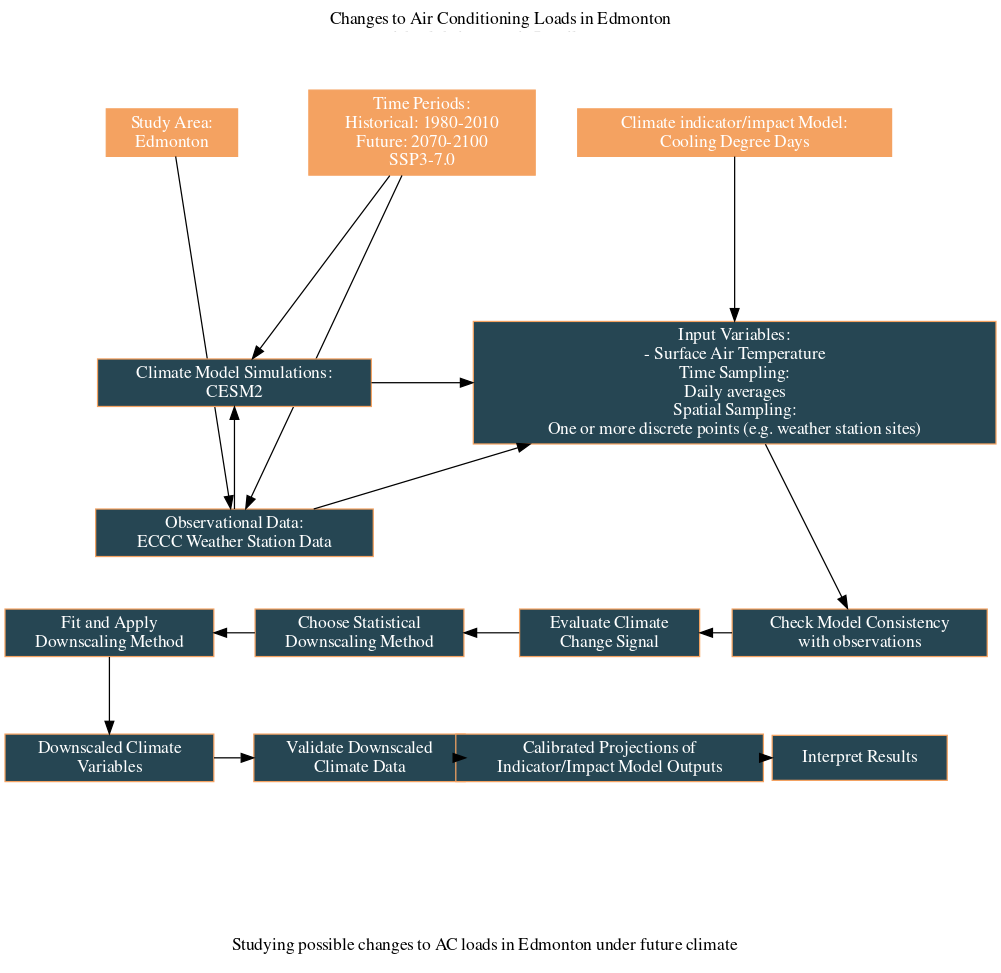 Changes to Air Conditioning Loads in Edmonton
Study Area:
Edmonton
Time Periods:
Historical: 1980-2010
Future: 2070-2100
SSP3-7.0
Climate indicator/impact Model:
Cooling Degree Days
Climate Model Simulations:
CESM2
Input Variables:
- Surface Air Temperature
Time Sampling:
Daily averages
Spatial Sampling:
One or more discrete points (e.g. weather station sites)
Observational Data:
ECCC Weather Station Data
Fit and Apply
Downscaling Method
Choose Statistical
Downscaling Method
Evaluate Climate
Change Signal
Check Model Consistency
with observations
Downscaled Climate
Variables
Validate Downscaled
Climate Data
Calibrated Projections of
Indicator/Impact Model Outputs
Interpret Results
Studying possible changes to AC loads in Edmonton under future climate